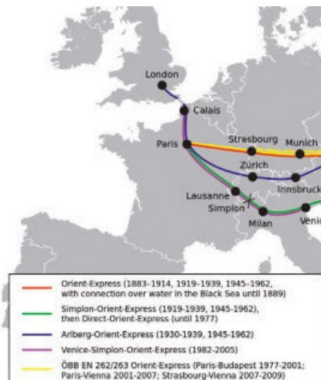 London
Calais
Paris
Strasbourg
Munich
Zürich
Innsbruck
Lausanne
Simplon
Milan
Orient-Express (1883–1914, 1919–1939, 1945–1962,
with connection over water in the Black Sea until 1889)
Simplon-Orient-Express (1919-1939, 1945-1962),
then Direct-Orient-Express (until 1977)
Arlberg-Orient-Express (1930-1939, 1945-1962)
Venice-Simplon-Orient-Express (1982-2005)
ÖBB EN 262/263 Orient-Express (Paris-Budapest 1977-2001;
Paris-Vienna 2001-2007; Strasbourg-Vienna 2007-2009)